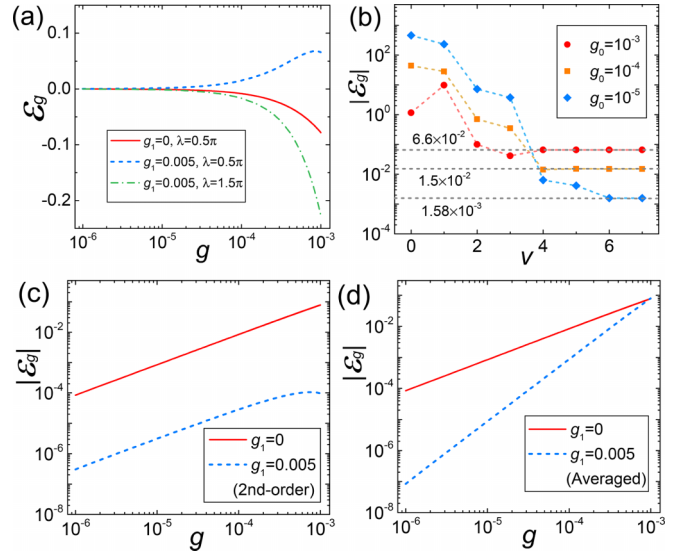 (a)
0.1
0.0
-0.1
-0.2
ℰg
g₁=0, λ=0.5π
g₁=0.005, λ=0.5π
g₁=0.005, λ=1.5π
10⁻⁶ 10⁻⁵ 10⁻⁴ 10⁻³
g
(b)
10²
10⁰
10⁻²
10⁻⁴
|ℰg|
g₀=10⁻³
g₀=10⁻⁴
g₀=10⁻⁵
6.6×10⁻²
1.5×10⁻²
1.58×10⁻³
0 2 4 6
v
(c)
10⁻²
10⁻⁴
10⁻⁶
10⁻⁸
|ℰg|
g₁=0
g₁=0.005
(2nd-order)
10⁻⁶ 10⁻⁵ 10⁻⁴ 10⁻³
g
(d)
10⁻²
10⁻⁴
10⁻⁶
10⁻⁸
|ℰg|
g₁=0
g₁=0.005
(Averaged)
10⁻⁶ 10⁻⁵ 10⁻⁴ 10⁻³
g